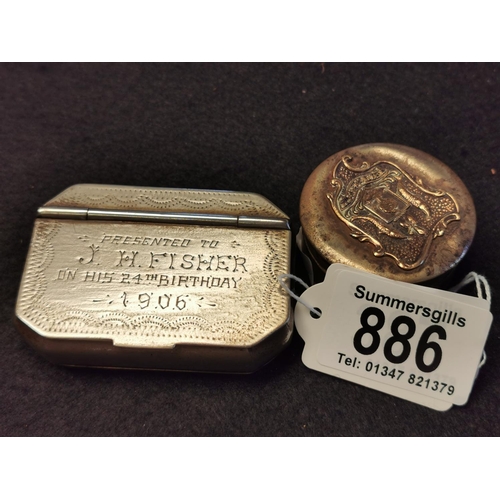 PRESENTED TO
J. H. FISHER
ON HIS 24TH BIRTHDAY
1906
Summersgills
886
Tel: 01347 821379